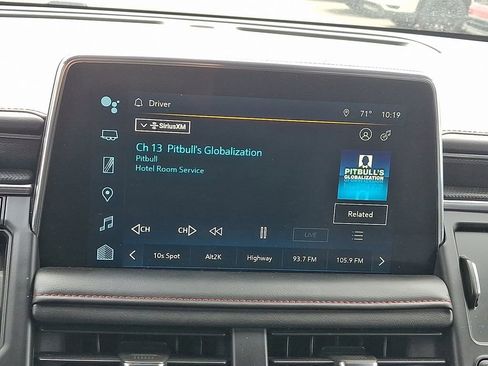 Driver
71° 10:19
SiriusXM
Ch 13 Pitbull's Globalization
Pitbull
Hotel Room Service
PITBULL'S
GLOBALIZATION
Related
CH CH
LIVE
10s Spot Alt2K Highway 93.7 FM 105.9 FM